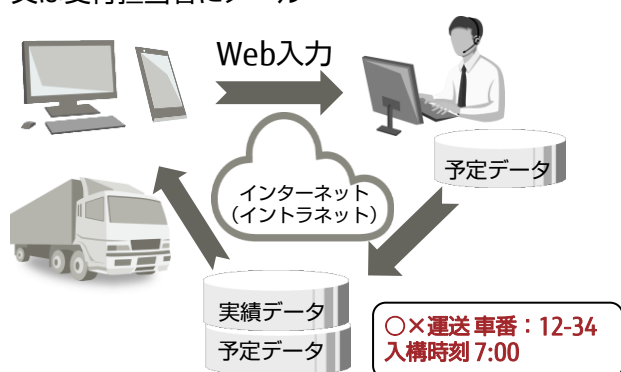 Web入力
予定データ
インターネット
（イントラネット）
実績データ
予定データ
○×運送 車番：12-34
入構時刻 7:00